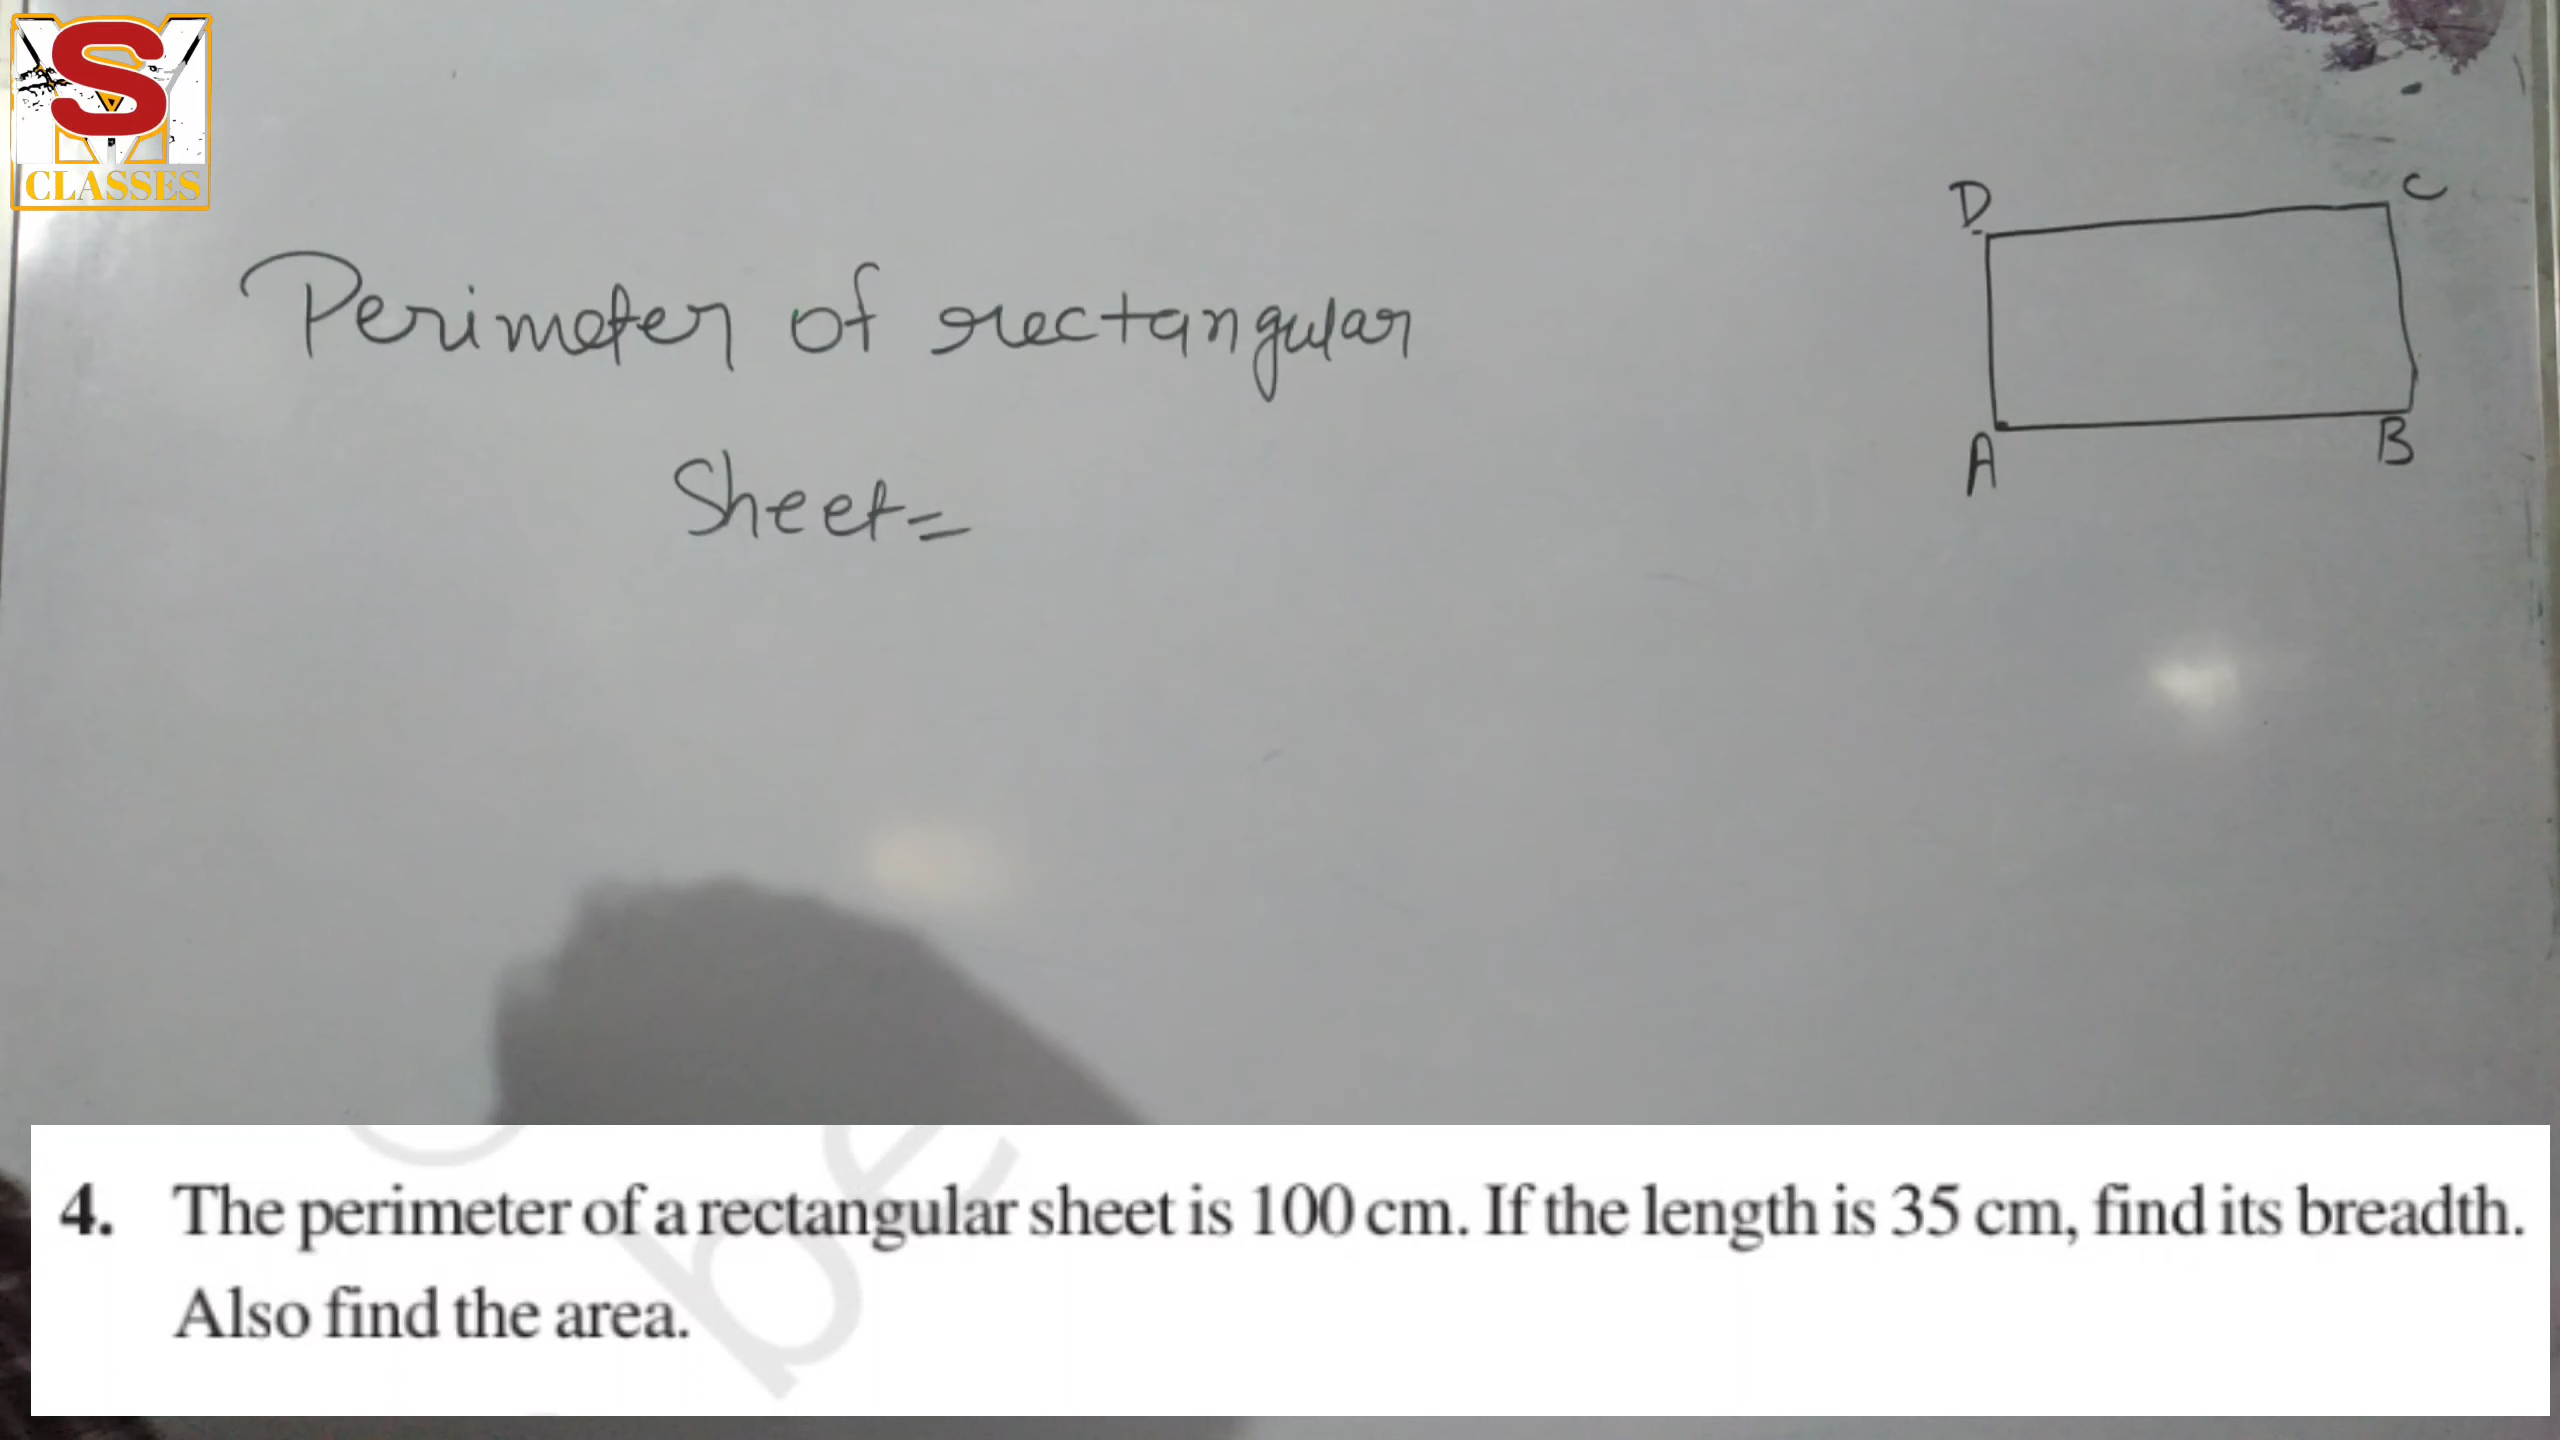 S
CLASSES
D
C
Perimeter of rectangular
Sheet=
A
B
be
4. The perimeter of a rectangular sheet is 100 cm. If the length is 35 cm, find its breadth.
Also find the area.